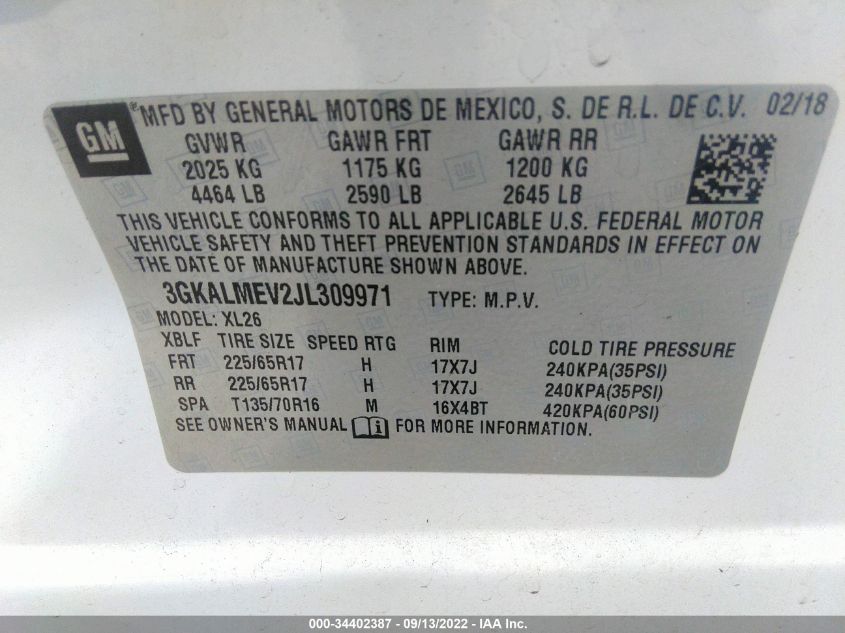 GM
® MFD BY GENERAL MOTORS DE MEXICO, S. DE R.L. DE C.V. 02/18
GVWR GAWR FRT GAWR RR
2025 KG 1175 KG 1200 KG
4464 LB 2590 LB 2645 LB
THIS VEHICLE CONFORMS TO ALL APPLICABLE U.S. FEDERAL MOTOR
VEHICLE SAFETY AND THEFT PREVENTION STANDARDS IN EFFECT ON
THE DATE OF MANUFACTURE SHOWN ABOVE.
3GKALMEV2JL309971 TYPE: M.P.V.
MODEL: XL26
XBLF TIRE SIZE SPEED RTG RIM COLD TIRE PRESSURE
FRT 225/65R17 H 17X7J 240KPA(35PSI)
RR 225/65R17 H 17X7J 240KPA(35PSI)
SPA T135/70R16 M 16X4BT 420KPA(60PSI)
SEE OWNER'S MANUAL i FOR MORE INFORMATION.
000-34402387 - 09/13/2022 - IAA Inc.